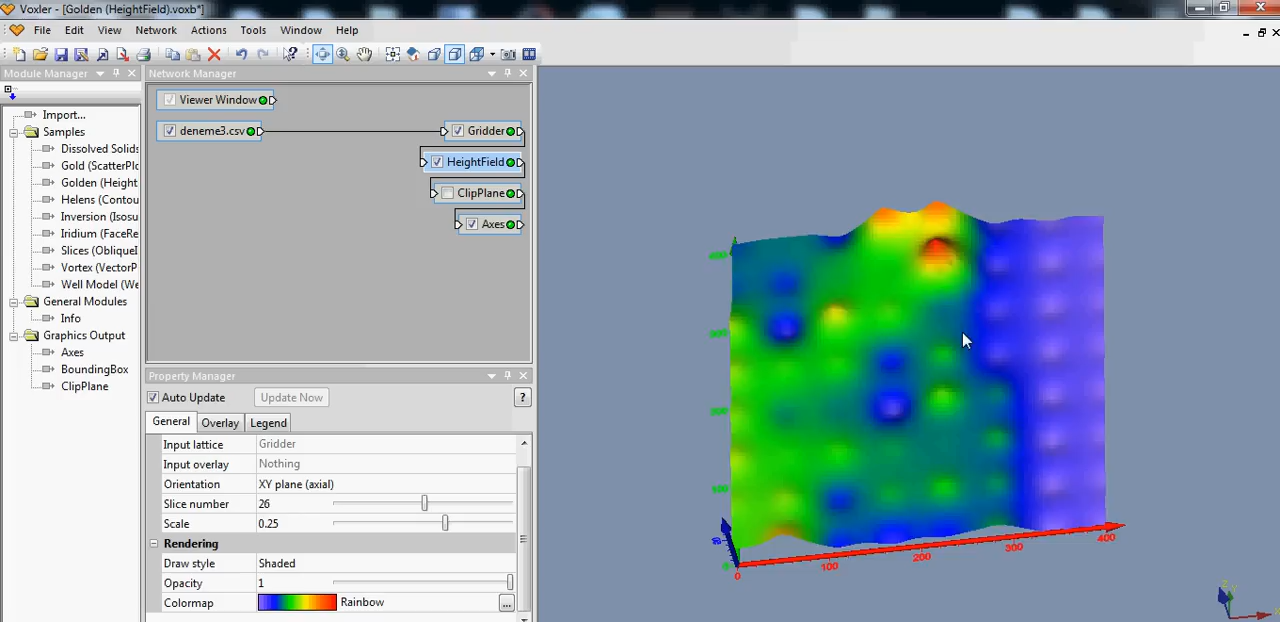 Voxler - [Golden (HeightField).voxb*]
File Edit View Network Actions Tools Window Help
Module Manager
Import...
Samples
Dissolved Solids
Gold (ScatterPlo
Golden (Height
Helens (Contou
Inversion (Isosu
Iridium (FaceRe
Slices (ObliqueI
Vortex (VectorP
Well Model (We
General Modules
Info
Graphics Output
Axes
BoundingBox
ClipPlane
Network Manager
Viewer Window
deneme3.csv
Gridder
HeightField
ClipPlane
Axes
Property Manager
Auto Update Update Now ?
General Overlay Legend
Input lattice Gridder
Input overlay Nothing
Orientation XY plane (axial)
Slice number 26
Scale 0.25
Rendering
Draw style Shaded
Opacity 1
Colormap Rainbow ...
100
0
0 100 200 300 400